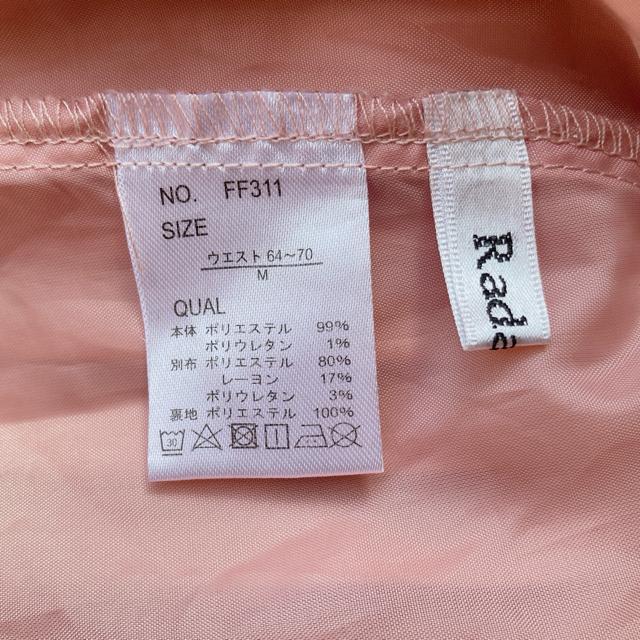 NO. FF311
SIZE
ウエスト 64～70
M
QUAL
本体 ポリエステル 99%
ポリウレタン 1%
別布 ポリエステル 80%
レーヨン 17%
ポリウレタン 3%
裏地 ポリエステル 100%
30
Rada